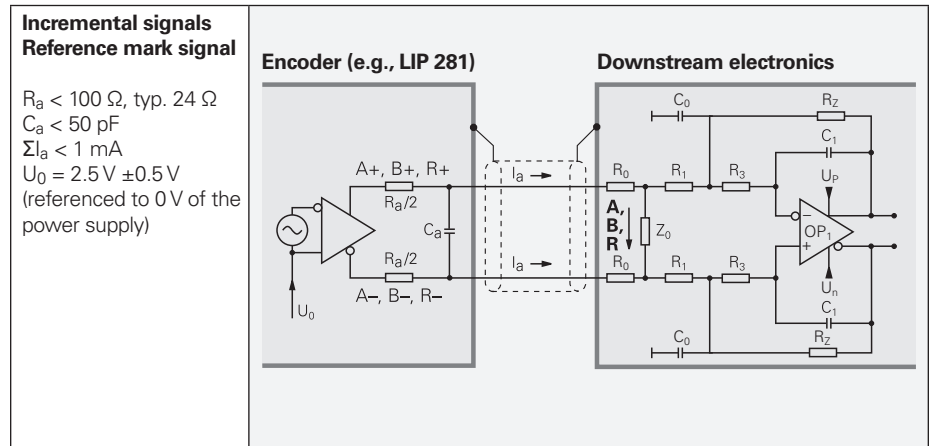 Incremental signals
Reference mark signal
Rₐ < 100 Ω, typ. 24 Ω
Cₐ < 50 pF
ΣIₐ < 1 mA
U₀ = 2.5 V ±0.5 V
(referenced to 0 V of the
power supply)
Encoder (e.g., LIP 281)
Downstream electronics
A+, B+, R+
Rₐ/2
Cₐ
Rₐ/2
A–, B–, R–
U₀
Iₐ
Iₐ
C₀
R_Z
C₁
U_P
R₀
R₁
R₃
A,
B,
R
Z₀
–
OP₁
+
R₀
R₁
R₃
Uₙ
C₁
C₀
R_Z